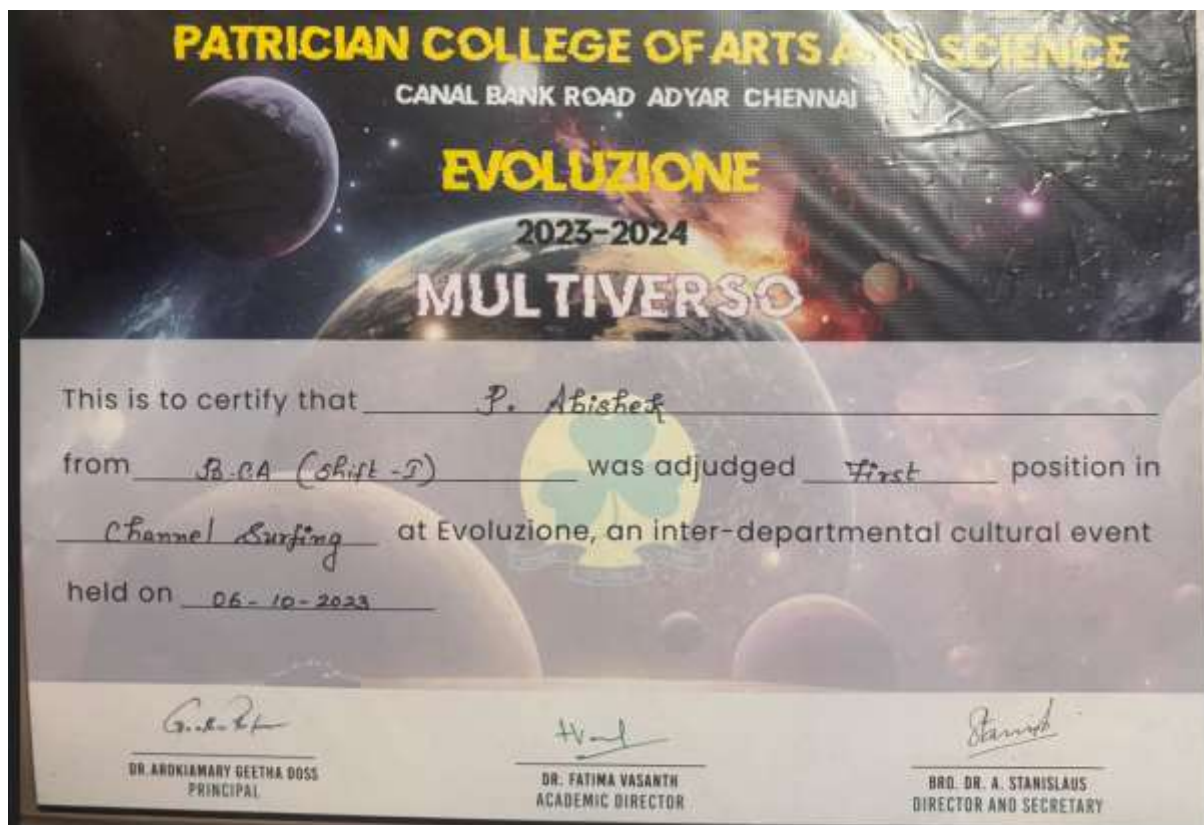 PATRICIAN COLLEGE OF ARTS AND SCIENCE
CANAL BANK ROAD ADYAR CHENNAI
EVOLUZIONE
2023-2024
MULTIVERSO
This is to certify that P. Abishek
from B.CA (Shift - I) was adjudged First position in
Channel Surfing at Evoluzione, an inter-departmental cultural event
held on 06-10-2023
DR. AROKIAMARY GEETHA DOSS
PRINCIPAL
DR. FATIMA VASANTH
ACADEMIC DIRECTOR
BRO. DR. A. STANISLAUS
DIRECTOR AND SECRETARY